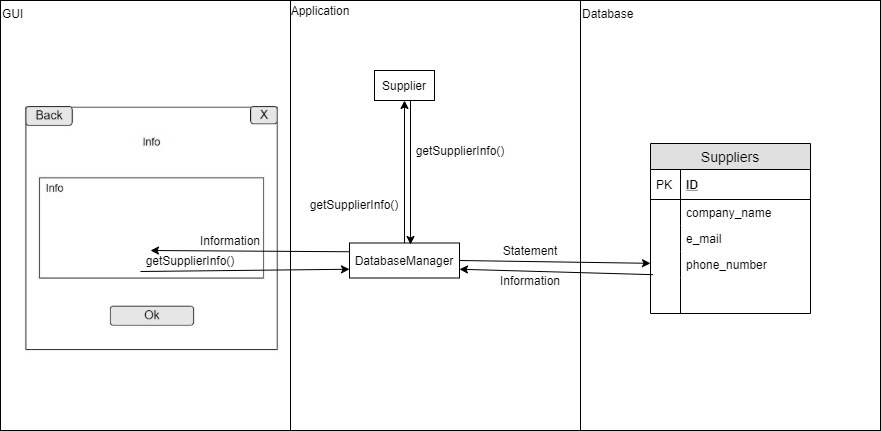 GUI
Application
Database
Supplier
Back
X
Info
getSupplierInfo()
Suppliers
Info
PK
ID
getSupplierInfo()
company_name
Information
e_mail
Statement
getSupplierInfo()
DatabaseManager
phone_number
Information
Ok